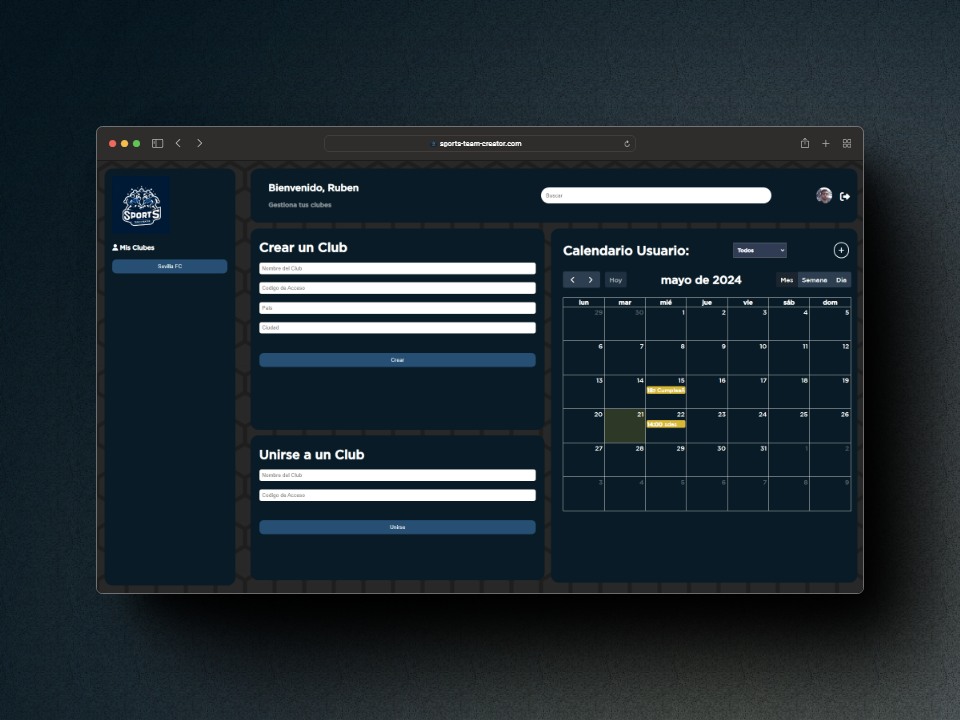 sports-team-creator.com
SPORTS
Mis Clubes
Sevilla FC
Bienvenido, Ruben
Gestiona tus clubes
Buscar
Crear un Club
Nombre del Club
Codigo de Acceso
País
Ciudad
Crear
Unirse a un Club
Nombre del Club
Codigo de Acceso
Unirse
Calendario Usuario:
Todos
+
Hoy
mayo de 2024
Mes Semana Día
lun mar mié jue vie sáb dom
29 30 1 2 3 4 5
6 7 8 9 10 11 12
13 14 15 16 17 18 19
20 21 22 23 24 25 26
14:00
27 28 29 30 31 1 2
3 4 5 6 7 8 9